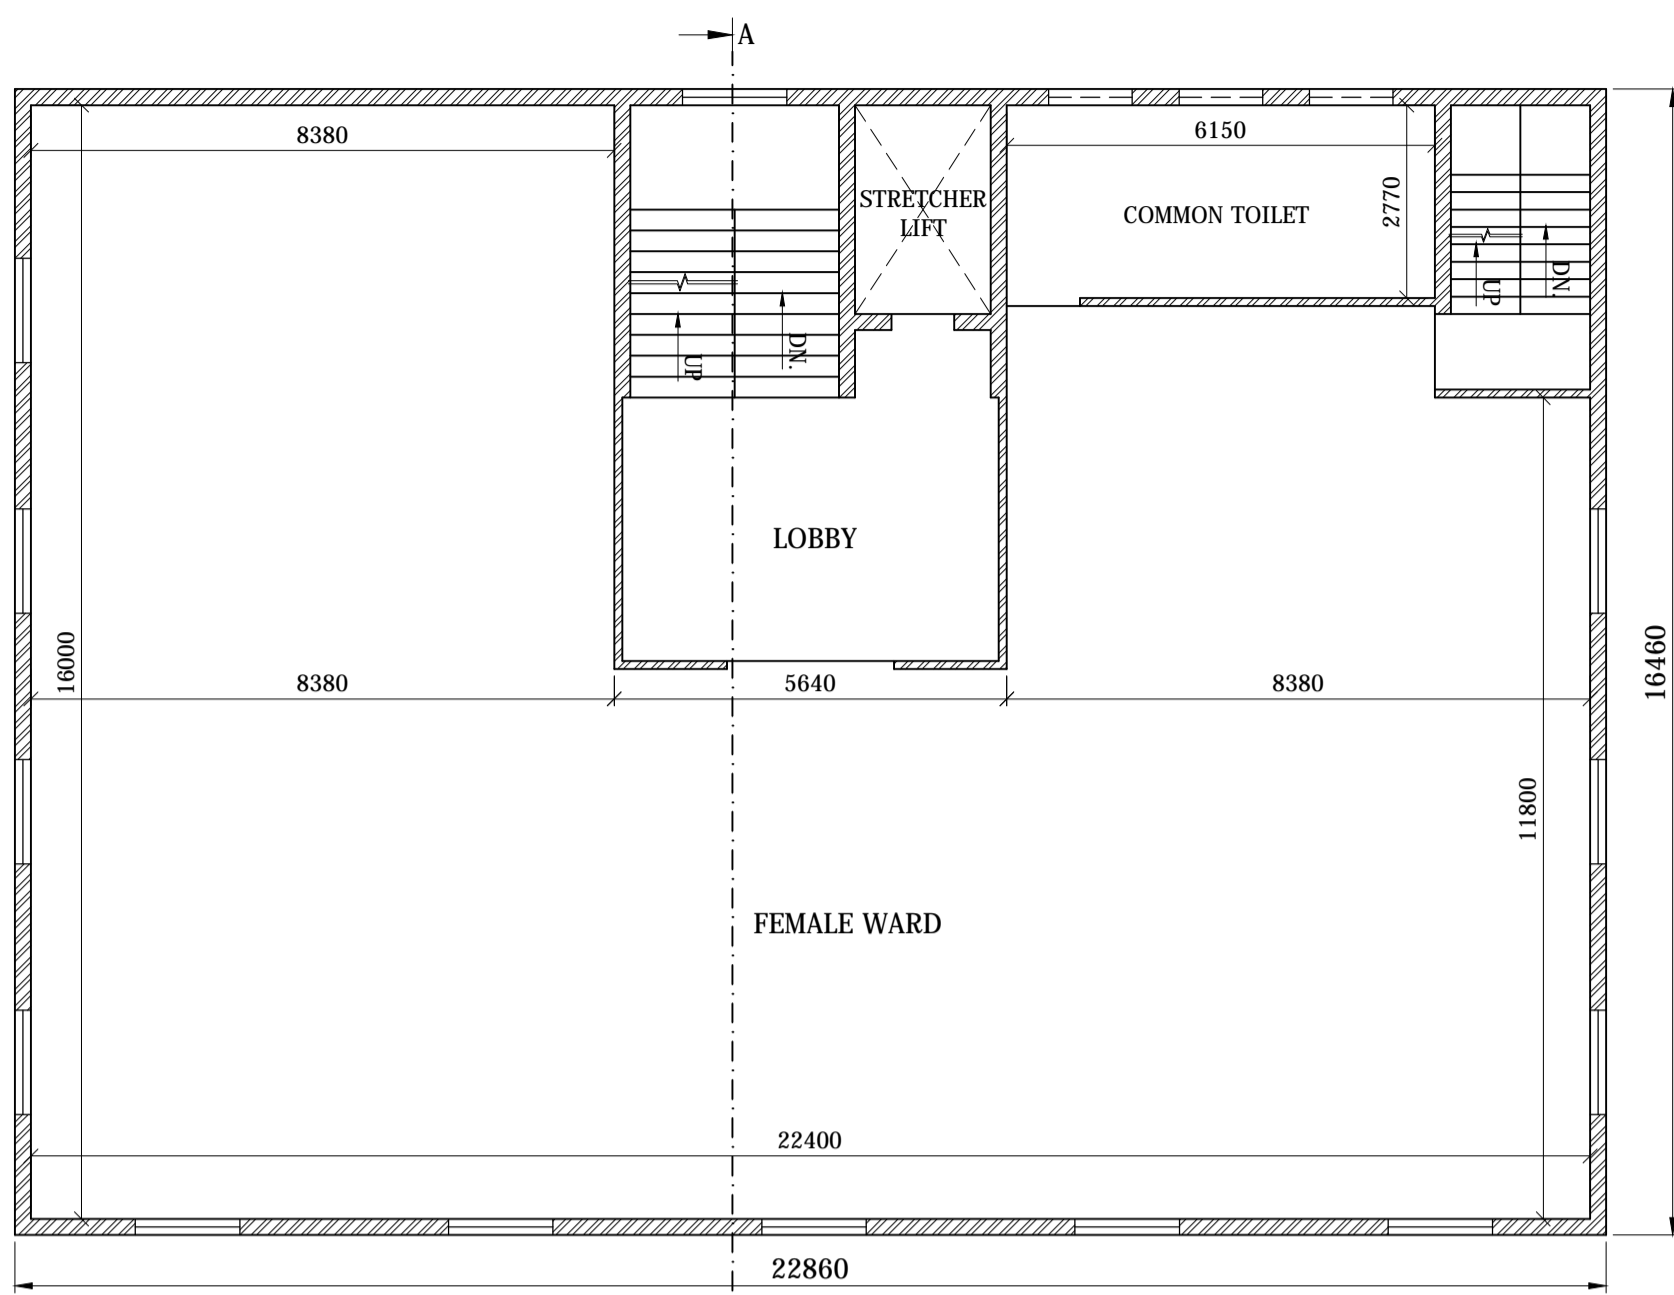 A
8380
6150
STRETCHER
LIFT
COMMON TOILET
2770
UP
DN.
UP
DN.
LOBBY
16000
8380
5640
8380
16460
11800
FEMALE WARD
22400
22860